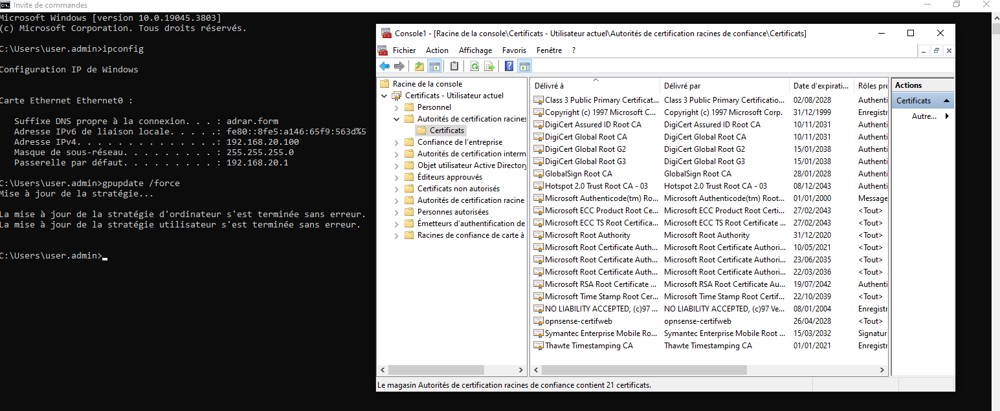 Invite de commandes
Microsoft Windows [version 10.0.19045.3803]
(c) Microsoft Corporation. Tous droits réservés.
C:\Users\user.admin>ipconfig
Configuration IP de Windows
Carte Ethernet Ethernet0 :
Suffixe DNS propre à la connexion. . . : adrar.form
Adresse IPv6 de liaison locale. . . . .: fe80::8fe5:a146:65f9:563d%5
Adresse IPv4. . . . . . . . . . . . . .: 192.168.20.100
Masque de sous-réseau. . . . . . . . . : 255.255.255.0
Passerelle par défaut. . . . . . . . . : 192.168.20.1
C:\Users\user.admin>gpupdate /force
Mise à jour de la stratégie...
La mise à jour de la stratégie d'ordinateur s'est terminée sans erreur.
La mise à jour de la stratégie utilisateur s'est terminée sans erreur.
C:\Users\user.admin>
Console1 - [Racine de la console\Certificats - Utilisateur actuel\Autorités de certification racines de confiance\Certificats]
Fichier Action Affichage Favoris Fenêtre ?
Racine de la console
Certificats - Utilisateur actuel
Personnel
Autorités de certification racines
Certificats
Confiance de l'entreprise
Autorités de certification interm
Objet utilisateur Active Directory
Éditeurs approuvés
Certificats non autorisés
Autorités de certification racine
Personnes autorisées
Émetteurs d'authentification de
Racines de confiance de carte à
Délivré à Délivré par Date d'expirati... Rôles pré
Class 3 Public Primary Certificat... Class 3 Public Primary Certificatio... 02/08/2028 Authenti
Copyright (c) 1997 Microsoft C... Copyright (c) 1997 Microsoft Corp. 31/12/1999 Enregistr
DigiCert Assured ID Root CA DigiCert Assured ID Root CA 10/11/2031 Authenti
DigiCert Global Root CA DigiCert Global Root CA 10/11/2031 Authenti
DigiCert Global Root G2 DigiCert Global Root G2 15/01/2038 Authenti
DigiCert Global Root G3 DigiCert Global Root G3 15/01/2038 Authenti
GlobalSign Root CA GlobalSign Root CA 28/01/2028 Authenti
Hotspot 2.0 Trust Root CA - 03 Hotspot 2.0 Trust Root CA - 03 08/12/2043 Authenti
Microsoft Authenticode(tm) Ro... Microsoft Authenticode(tm) Root... 01/01/2000 Message
Microsoft ECC Product Root Ce... Microsoft ECC Product Root Certi... 27/02/2043 <Tout>
Microsoft ECC TS Root Certifica... Microsoft ECC TS Root Certificate ... 27/02/2043 <Tout>
Microsoft Root Authority Microsoft Root Authority 31/12/2020 <Tout>
Microsoft Root Certificate Auth... Microsoft Root Certificate Authori... 10/05/2021 <Tout>
Microsoft Root Certificate Auth... Microsoft Root Certificate Authori... 23/06/2035 <Tout>
Microsoft Root Certificate Auth... Microsoft Root Certificate Authori... 22/03/2036 <Tout>
Microsoft RSA Root Certificate ... Microsoft RSA Root Certificate Au... 19/07/2042 Authenti
Microsoft Time Stamp Root Cer... Microsoft Time Stamp Root Certif... 22/10/2039 <Tout>
NO LIABILITY ACCEPTED, (c)97 ... NO LIABILITY ACCEPTED, (c)97 Ve... 08/01/2004 Enregistr
opnsense-certifweb opnsense-certifweb 26/04/2028 <Tout>
Symantec Enterprise Mobile Ro... Symantec Enterprise Mobile Root ... 15/03/2032 Signatur
Thawte Timestamping CA Thawte Timestamping CA 01/01/2021 Enregistr
Actions
Certificats
Autre...
Le magasin Autorités de certification racines de confiance contient 21 certificats.